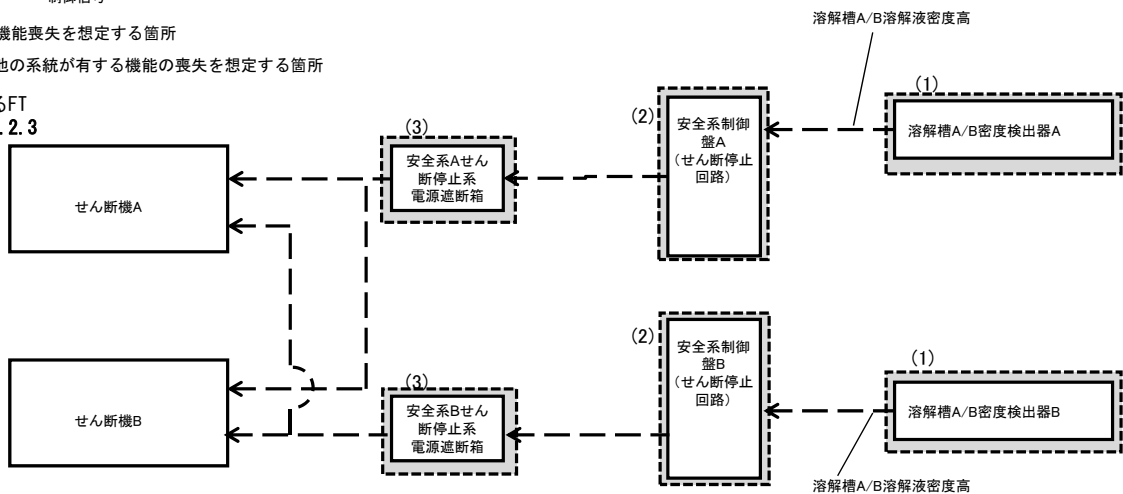 機能喪失を想定する箇所
他の系統が有する機能の喪失を想定する箇所
るFT
.2.3
溶解槽A/B溶解液密度高
(1)
溶解槽A/B密度検出器A
(2)
安全系制御
盤A
(せん断停止
回路)
(3)
安全系Aせん
断停止系
電源遮断箱
せん断機A
(1)
溶解槽A/B密度検出器B
溶解槽A/B溶解液密度高
(2)
安全系制御
盤B
(せん断停止
回路)
(3)
安全系Bせん
断停止系
電源遮断箱
せん断機B